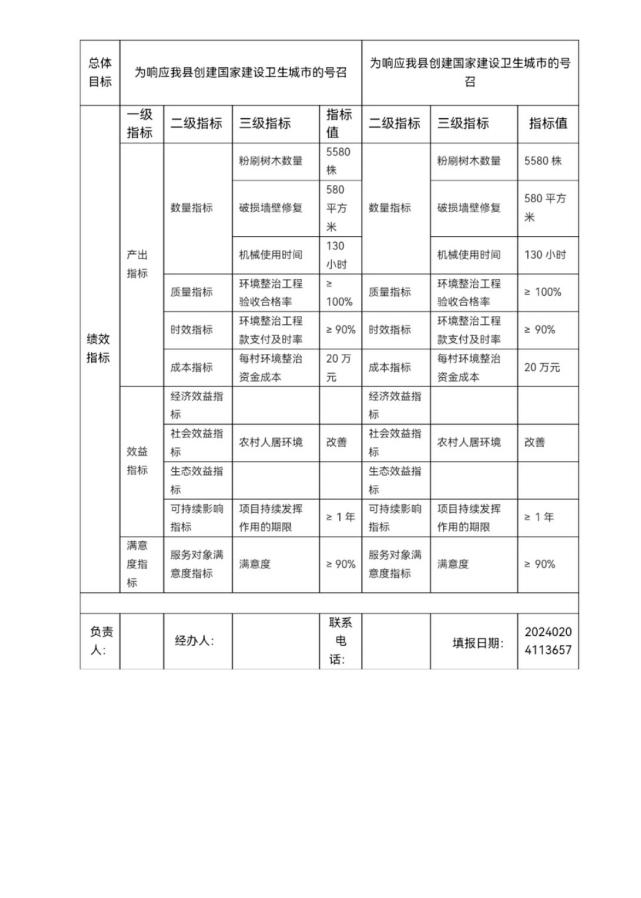 总体
目标
为响应我县创建国家建设卫生城市的号召
为响应我县创建国家建设卫生城市的号
召
绩效
指标
一级
指标
二级指标
三级指标
指标
值
二级指标
三级指标
指标值
产出
指标
数量指标
粉刷树木数量
5580
株
数量指标
粉刷树木数量
5580 株
破损墙壁修复
580
平方
米
破损墙壁修复
580 平方
米
机械使用时间
130
小时
机械使用时间
130 小时
质量指标
环境整治工程
验收合格率
≥
100%
质量指标
环境整治工程
验收合格率
≥ 100%
时效指标
环境整治工程
款支付及时率
≥ 90%
时效指标
环境整治工程
款支付及时率
≥ 90%
成本指标
每村环境整治
资金成本
20 万
元
成本指标
每村环境整治
资金成本
20 万元
效益
指标
经济效益指
标
经济效益指
标
社会效益指
标
农村人居环境
改善
社会效益指
标
农村人居环境
改善
生态效益指
标
生态效益指
标
可持续影响
指标
项目持续发挥
作用的期限
≥ 1 年
可持续影响
指标
项目持续发挥
作用的期限
≥ 1 年
满意
度指
标
服务对象满
意度指标
满意度
≥ 90%
服务对象满
意度指标
满意度
≥ 90%
负责
人:
经办人:
联系
电
话:
填报日期:
2024020
4113657